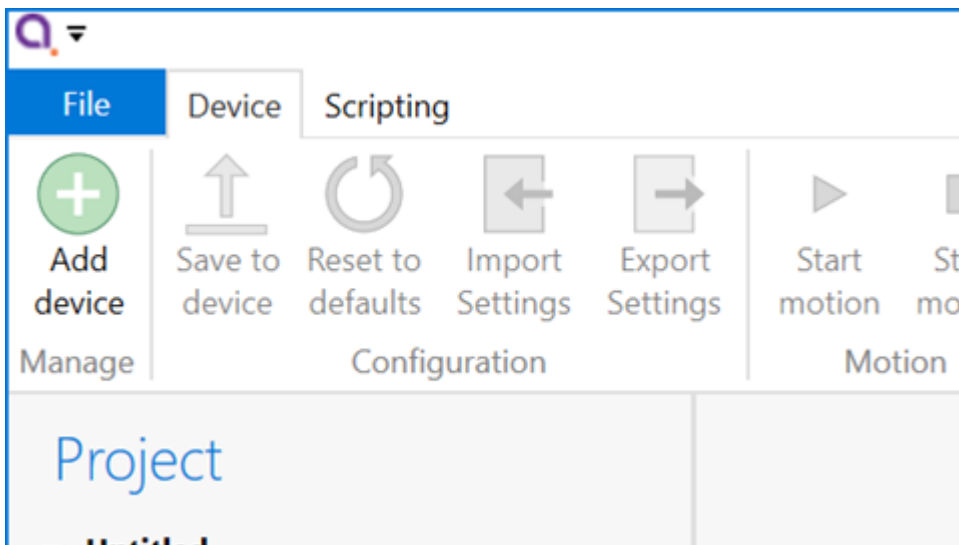 File Device Scripting
Add device
Save to device
Reset to defaults
Import Settings
Export Settings
Start motion
Manage
Configuration
Motion
Project